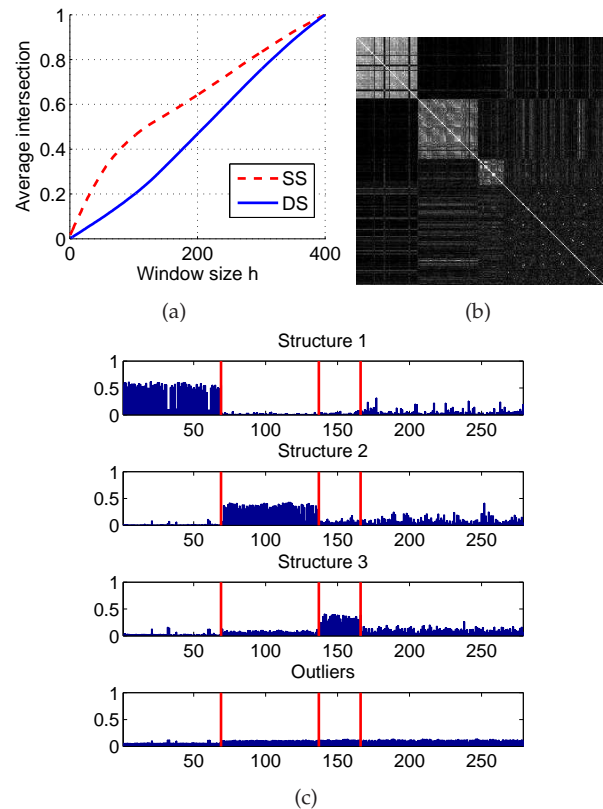 1
0.8
0.6
0.4
0.2
0
Average intersection
SS
DS
0 200 400
Window size h
(a) (b)
Structure 1
1
0.5
0
50 100 150 200 250
Structure 2
1
0.5
0
50 100 150 200 250
Structure 3
1
0.5
0
50 100 150 200 250
Outliers
1
0.5
0
50 100 150 200 250
(c)